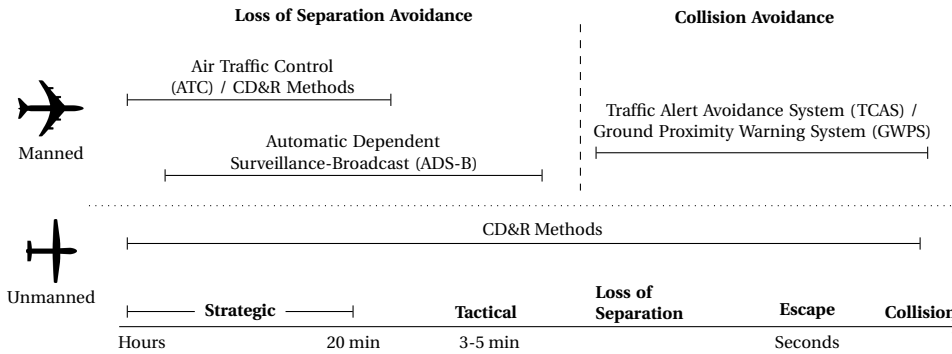 Loss of Separation Avoidance
Collision Avoidance
Air Traffic Control
(ATC) / CD&R Methods
Traffic Alert Avoidance System (TCAS) /
Ground Proximity Warning System (GWPS)
Manned
Automatic Dependent
Surveillance-Broadcast (ADS-B)
CD&R Methods
Unmanned
Strategic
Tactical
Loss of
Separation
Escape
Collision
Hours
20 min
3-5 min
Seconds